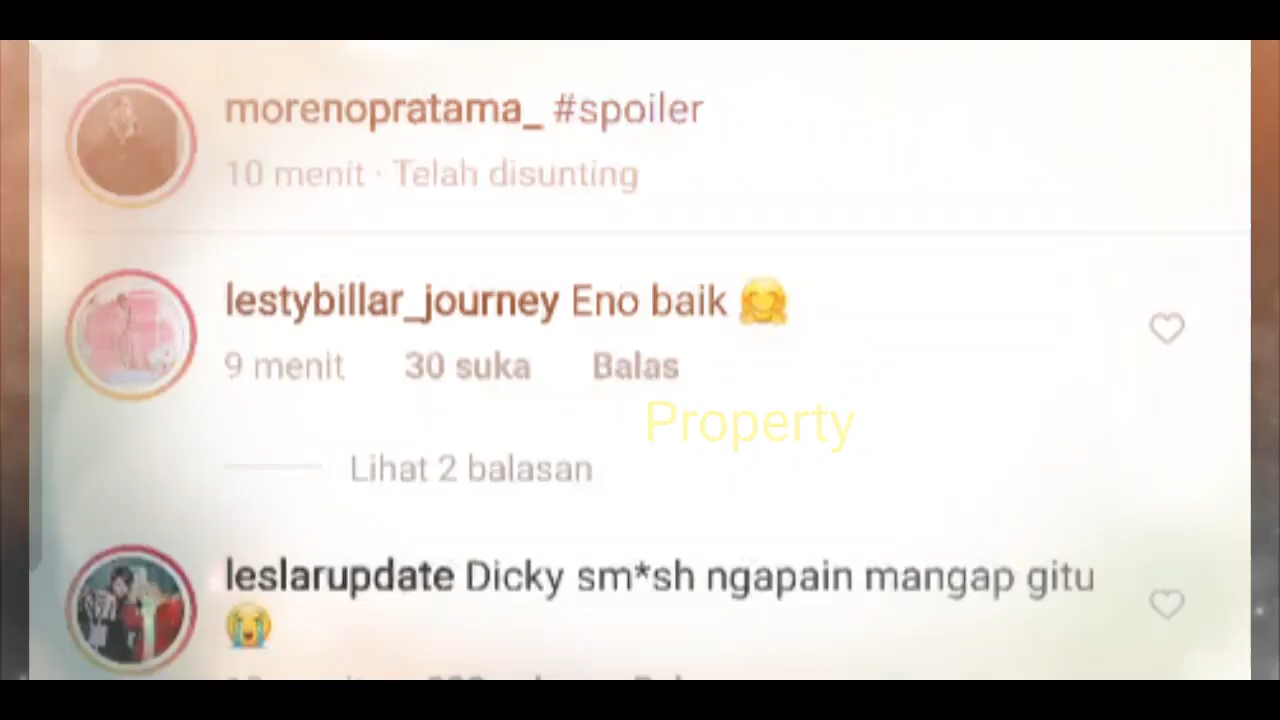 morenopratama_ #spoiler
10 menit · Telah disunting
lestybillar_journey Eno baik 🤗
9 menit 30 suka Balas
Property
Lihat 2 balasan
leslarupdate Dicky sm*sh ngapain mangap gitu
😭